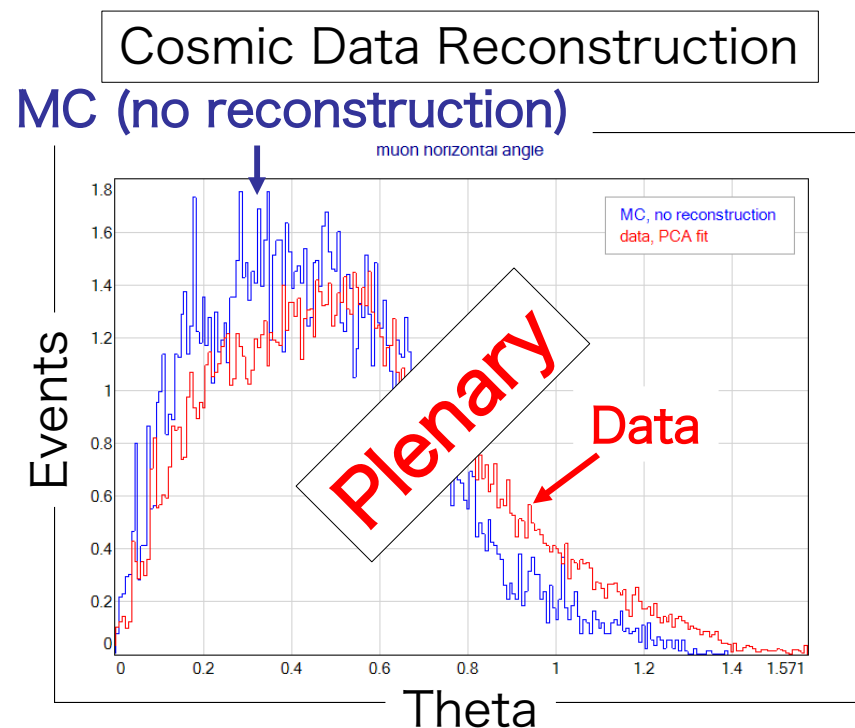 Cosmic Data Reconstruction
MC (no reconstruction)
muon horizontal angle
MC, no reconstruction
data, PCA fit
1.8
1.6
1.4
1.2
1
0.8
0.6
0.4
0.2
0
Events
Plenary
Data
0 0.2 0.4 0.6 0.8 1 1.2 1.4 1.571
Theta